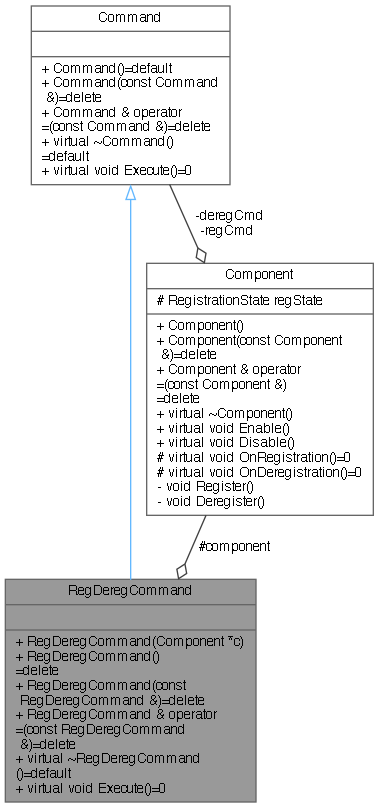 Command
+ Command()=default
+ Command(const Command
&)=delete
+ Command & operator
=(const Command &)=delete
+ virtual ~Command()
=default
+ virtual void Execute()=0
-deregCmd
-regCmd
Component
# RegistrationState regState
+ Component()
+ Component(const Component
&)=delete
+ Component & operator
=(const Component &)
=delete
+ virtual ~Component()
+ virtual void Enable()
+ virtual void Disable()
# virtual void OnRegistration()=0
# virtual void OnDeregistration()=0
- void Register()
- void Deregister()
#component
RegDeregCommand
+ RegDeregCommand(Component *c)
+ RegDeregCommand()
=delete
+ RegDeregCommand(const
RegDeregCommand &)=delete
+ RegDeregCommand & operator
=(const RegDeregCommand
&)=delete
+ virtual ~RegDeregCommand
()=default
+ virtual void Execute()=0